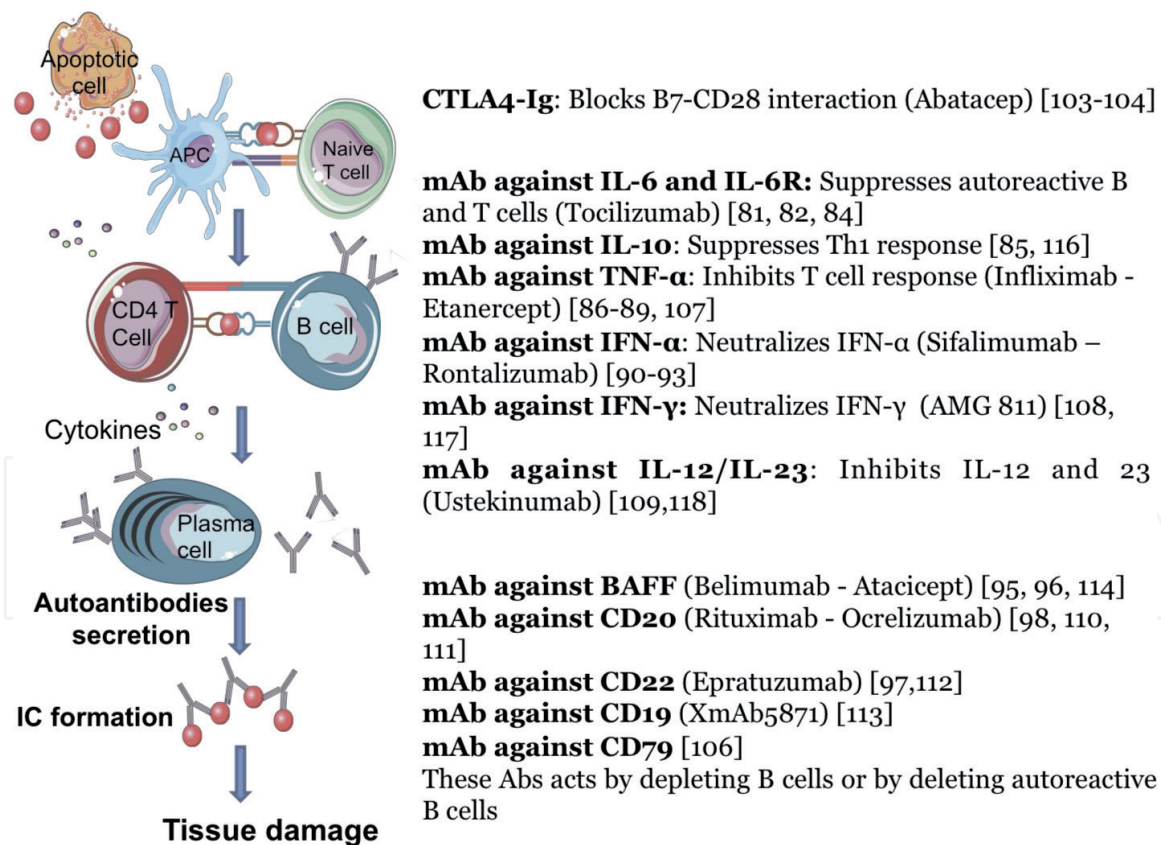 Apoptotic
cell
APC
Naive
T cell
CD4 T
Cell
B cell
Cytokines
Plasma
cell
Autoantibodies
secretion
IC formation
Tissue damage
CTLA4-Ig: Blocks B7-CD28 interaction (Abatacep) [103-104]
mAb against IL-6 and IL-6R: Suppresses autoreactive B
and T cells (Tocilizumab) [81, 82, 84]
mAb against IL-10: Suppresses Th1 response [85, 116]
mAb against TNF-α: Inhibits T cell response (Infliximab -
Etanercept) [86-89, 107]
mAb against IFN-α: Neutralizes IFN-α (Sifalimumab –
Rontalizumab) [90-93]
mAb against IFN-γ: Neutralizes IFN-γ (AMG 811) [108,
117]
mAb against IL-12/IL-23: Inhibits IL-12 and 23
(Ustekinumab) [109,118]
mAb against BAFF (Belimumab - Atacicept) [95, 96, 114]
mAb against CD20 (Rituximab - Ocrelizumab) [98, 110,
111]
mAb against CD22 (Epratuzumab) [97,112]
mAb against CD19 (XmAb5871) [113]
mAb against CD79 [106]
These Abs acts by depleting B cells or by deleting autoreactive
B cells